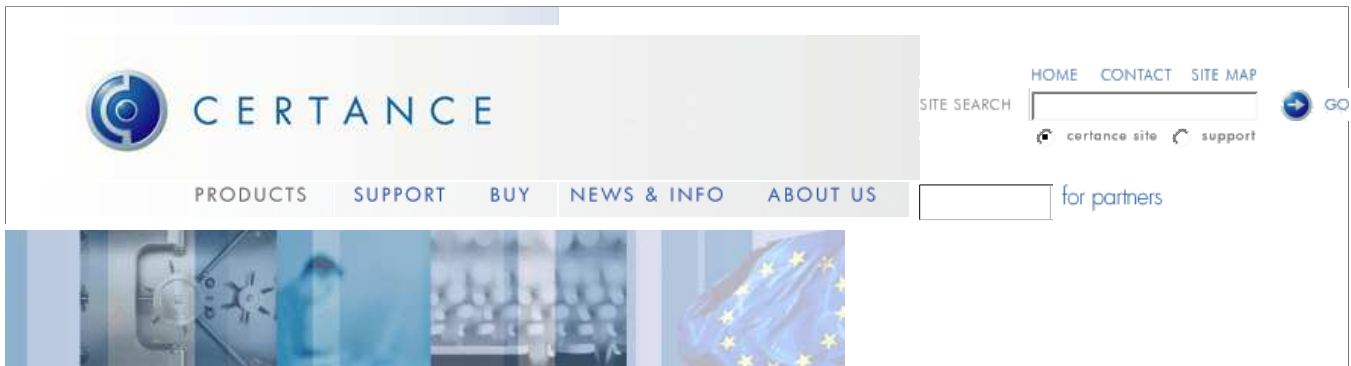 HOME CONTACT SITE MAP
CERTANCE
SITE SEARCH GO
certance site support
PRODUCTS SUPPORT BUY NEWS & INFO ABOUT US for partners